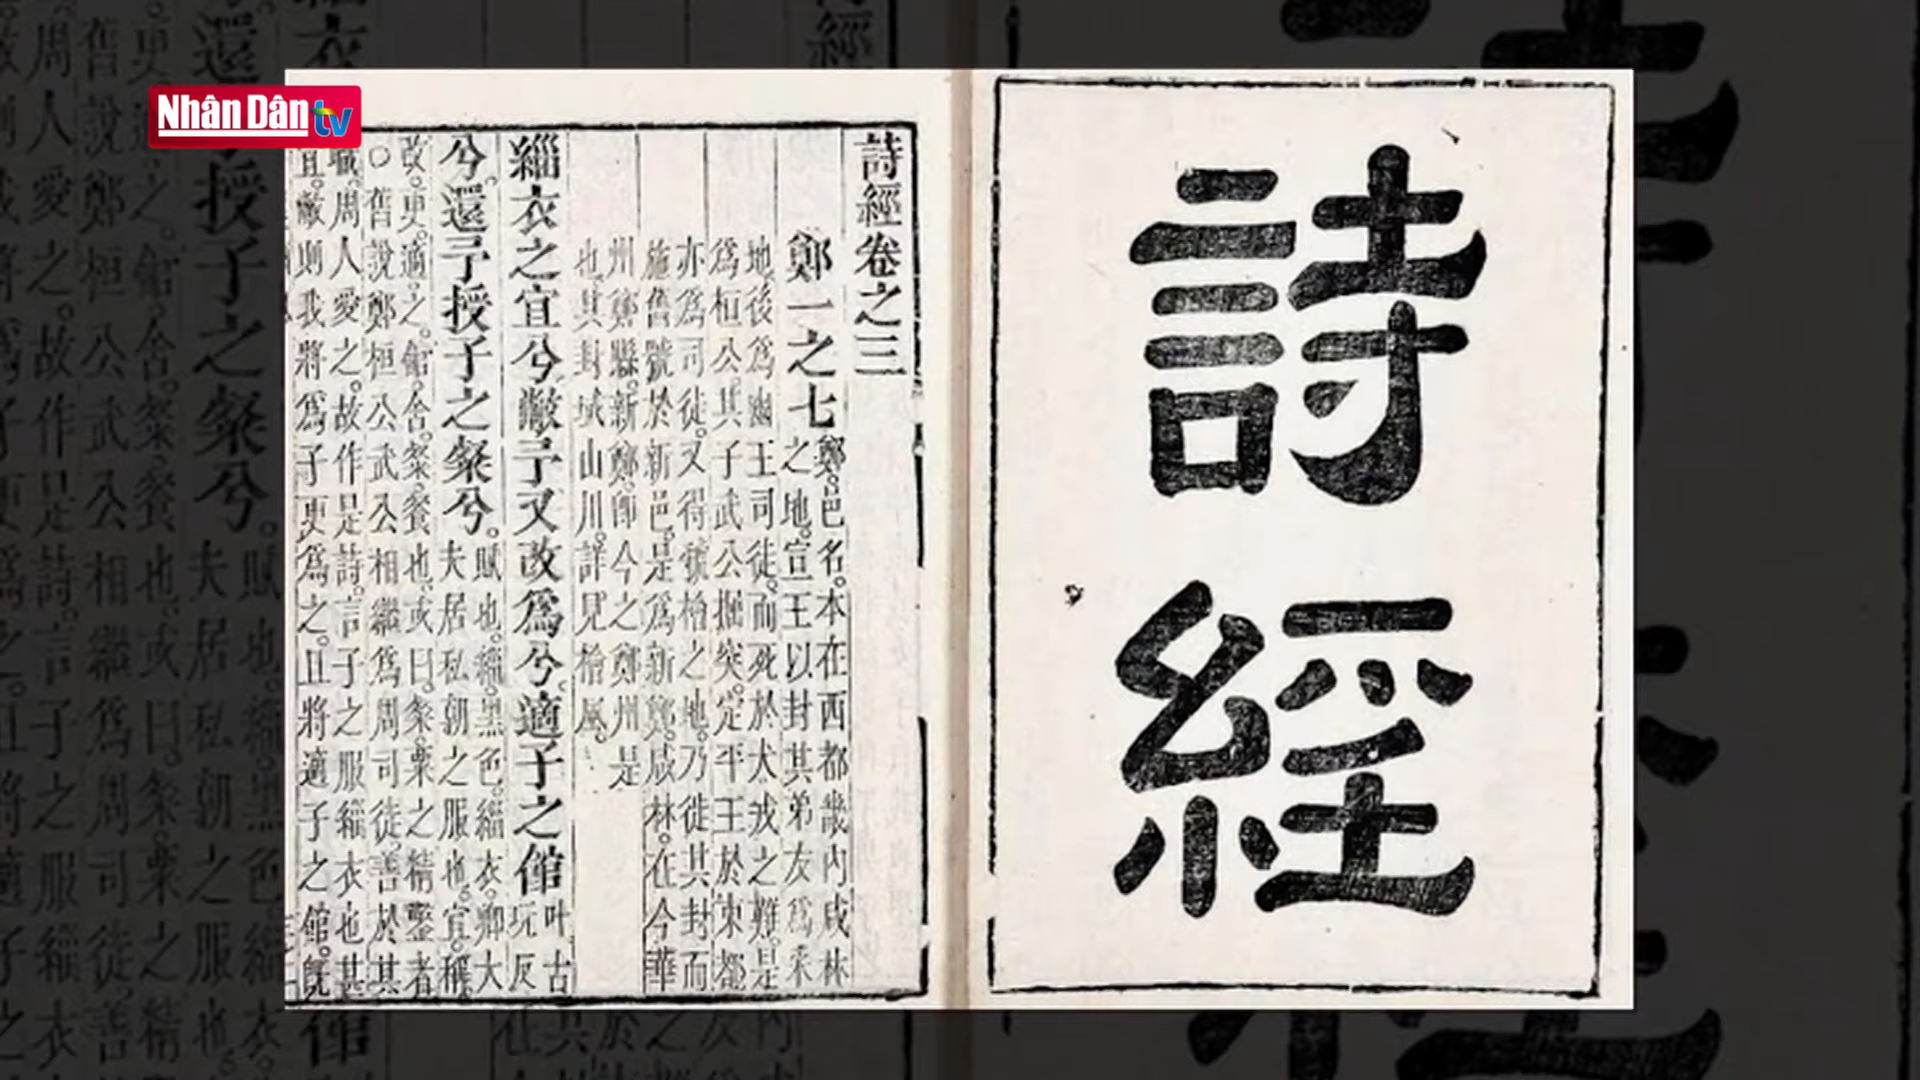 Nhân Dân tv
詩經
詩經卷之三
鄭一之七 鄭。邑名。本在西都畿內咸林
之地。宣王以封其弟友爲采
地。後爲幽王司徒。而死於犬戎之難。是
爲桓公。其子武公掘突。定平王於東都
亦爲司徒。又得虢檜之地。乃徙其封而
施舊號於新邑。是爲新鄭。咸林。在今華
州鄭縣。新鄭。即今之鄭州是
也。其封域山川。詳見檜風。
緇衣之宜兮敝予又改爲兮。適子之館 叶古
玩反
兮。還予授子之粲兮。賦也。緇。黑色。緇衣。卿大
夫居私朝之服也。宜。稱。
改。更。適。之。館。舍。粲。餐也。或曰。粲。粟之精鑿者
○舊說鄭桓公武公相繼爲周司徒。善於其
職。周人愛之。故作是詩。言子之服緇衣也甚
宜。敝則我將爲子更爲之。且將適子之館。旣